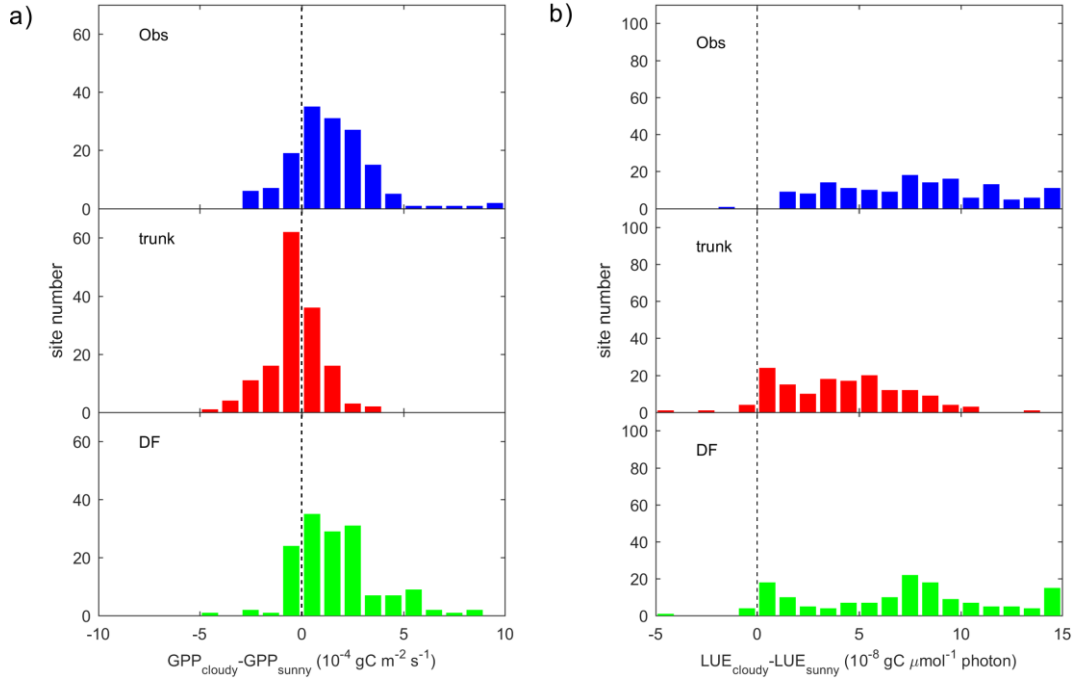 a)
60
40
20
0
Obs
60
40
20
0
trunk
60
40
20
0
DF
site number
-10 -5 0 5 10
GPPcloudy-GPPsunny (10-4 gC m-2 s-1)
b)
100
80
60
40
20
0
Obs
100
80
60
40
20
0
trunk
100
80
60
40
20
0
DF
site number
-5 0 5 10 15
LUEcloudy-LUEsunny (10-8 gC μmol-1 photon)